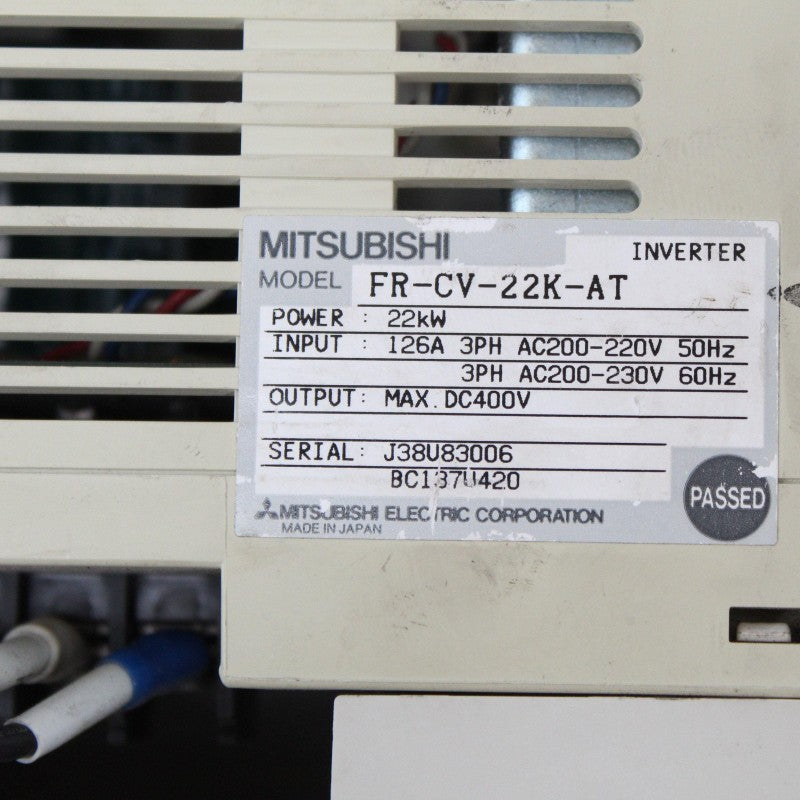 MITSUBISHI INVERTER
MODEL FR-CV-22K-AT
POWER : 22kW
INPUT : 126A 3PH AC200-220V 50Hz
3PH AC200-230V 60Hz
OUTPUT: MAX.DC400V
SERIAL: J38U83006
BC137U420
PASSED
MITSUBISHI ELECTRIC CORPORATION
MADE IN JAPAN